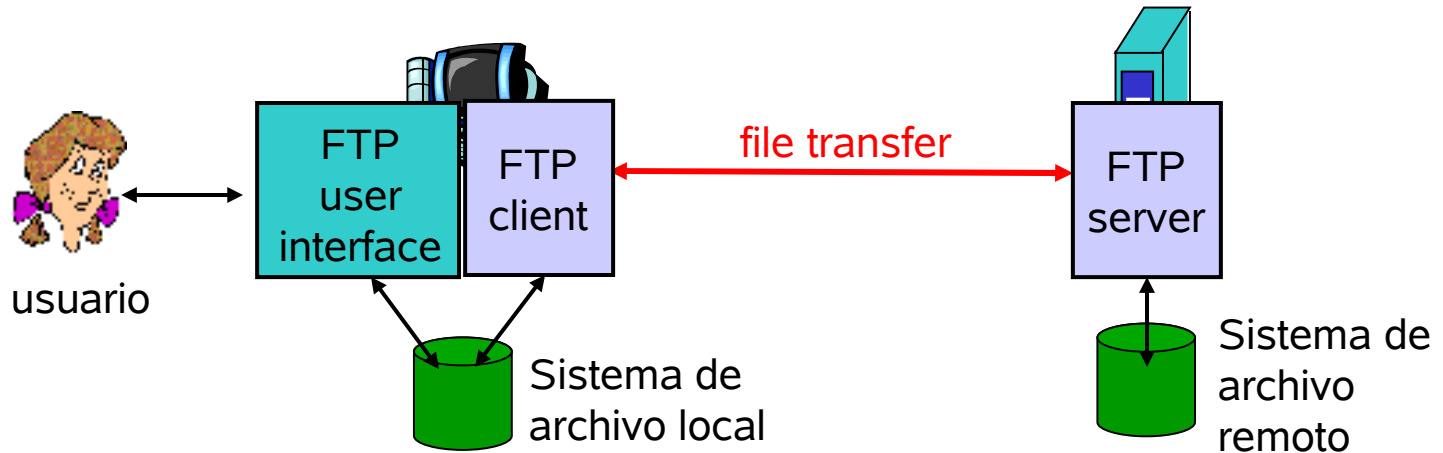 usuario
FTP
user
interface
FTP
client
file transfer
FTP
server
Sistema de
archivo local
Sistema de
archivo
remoto